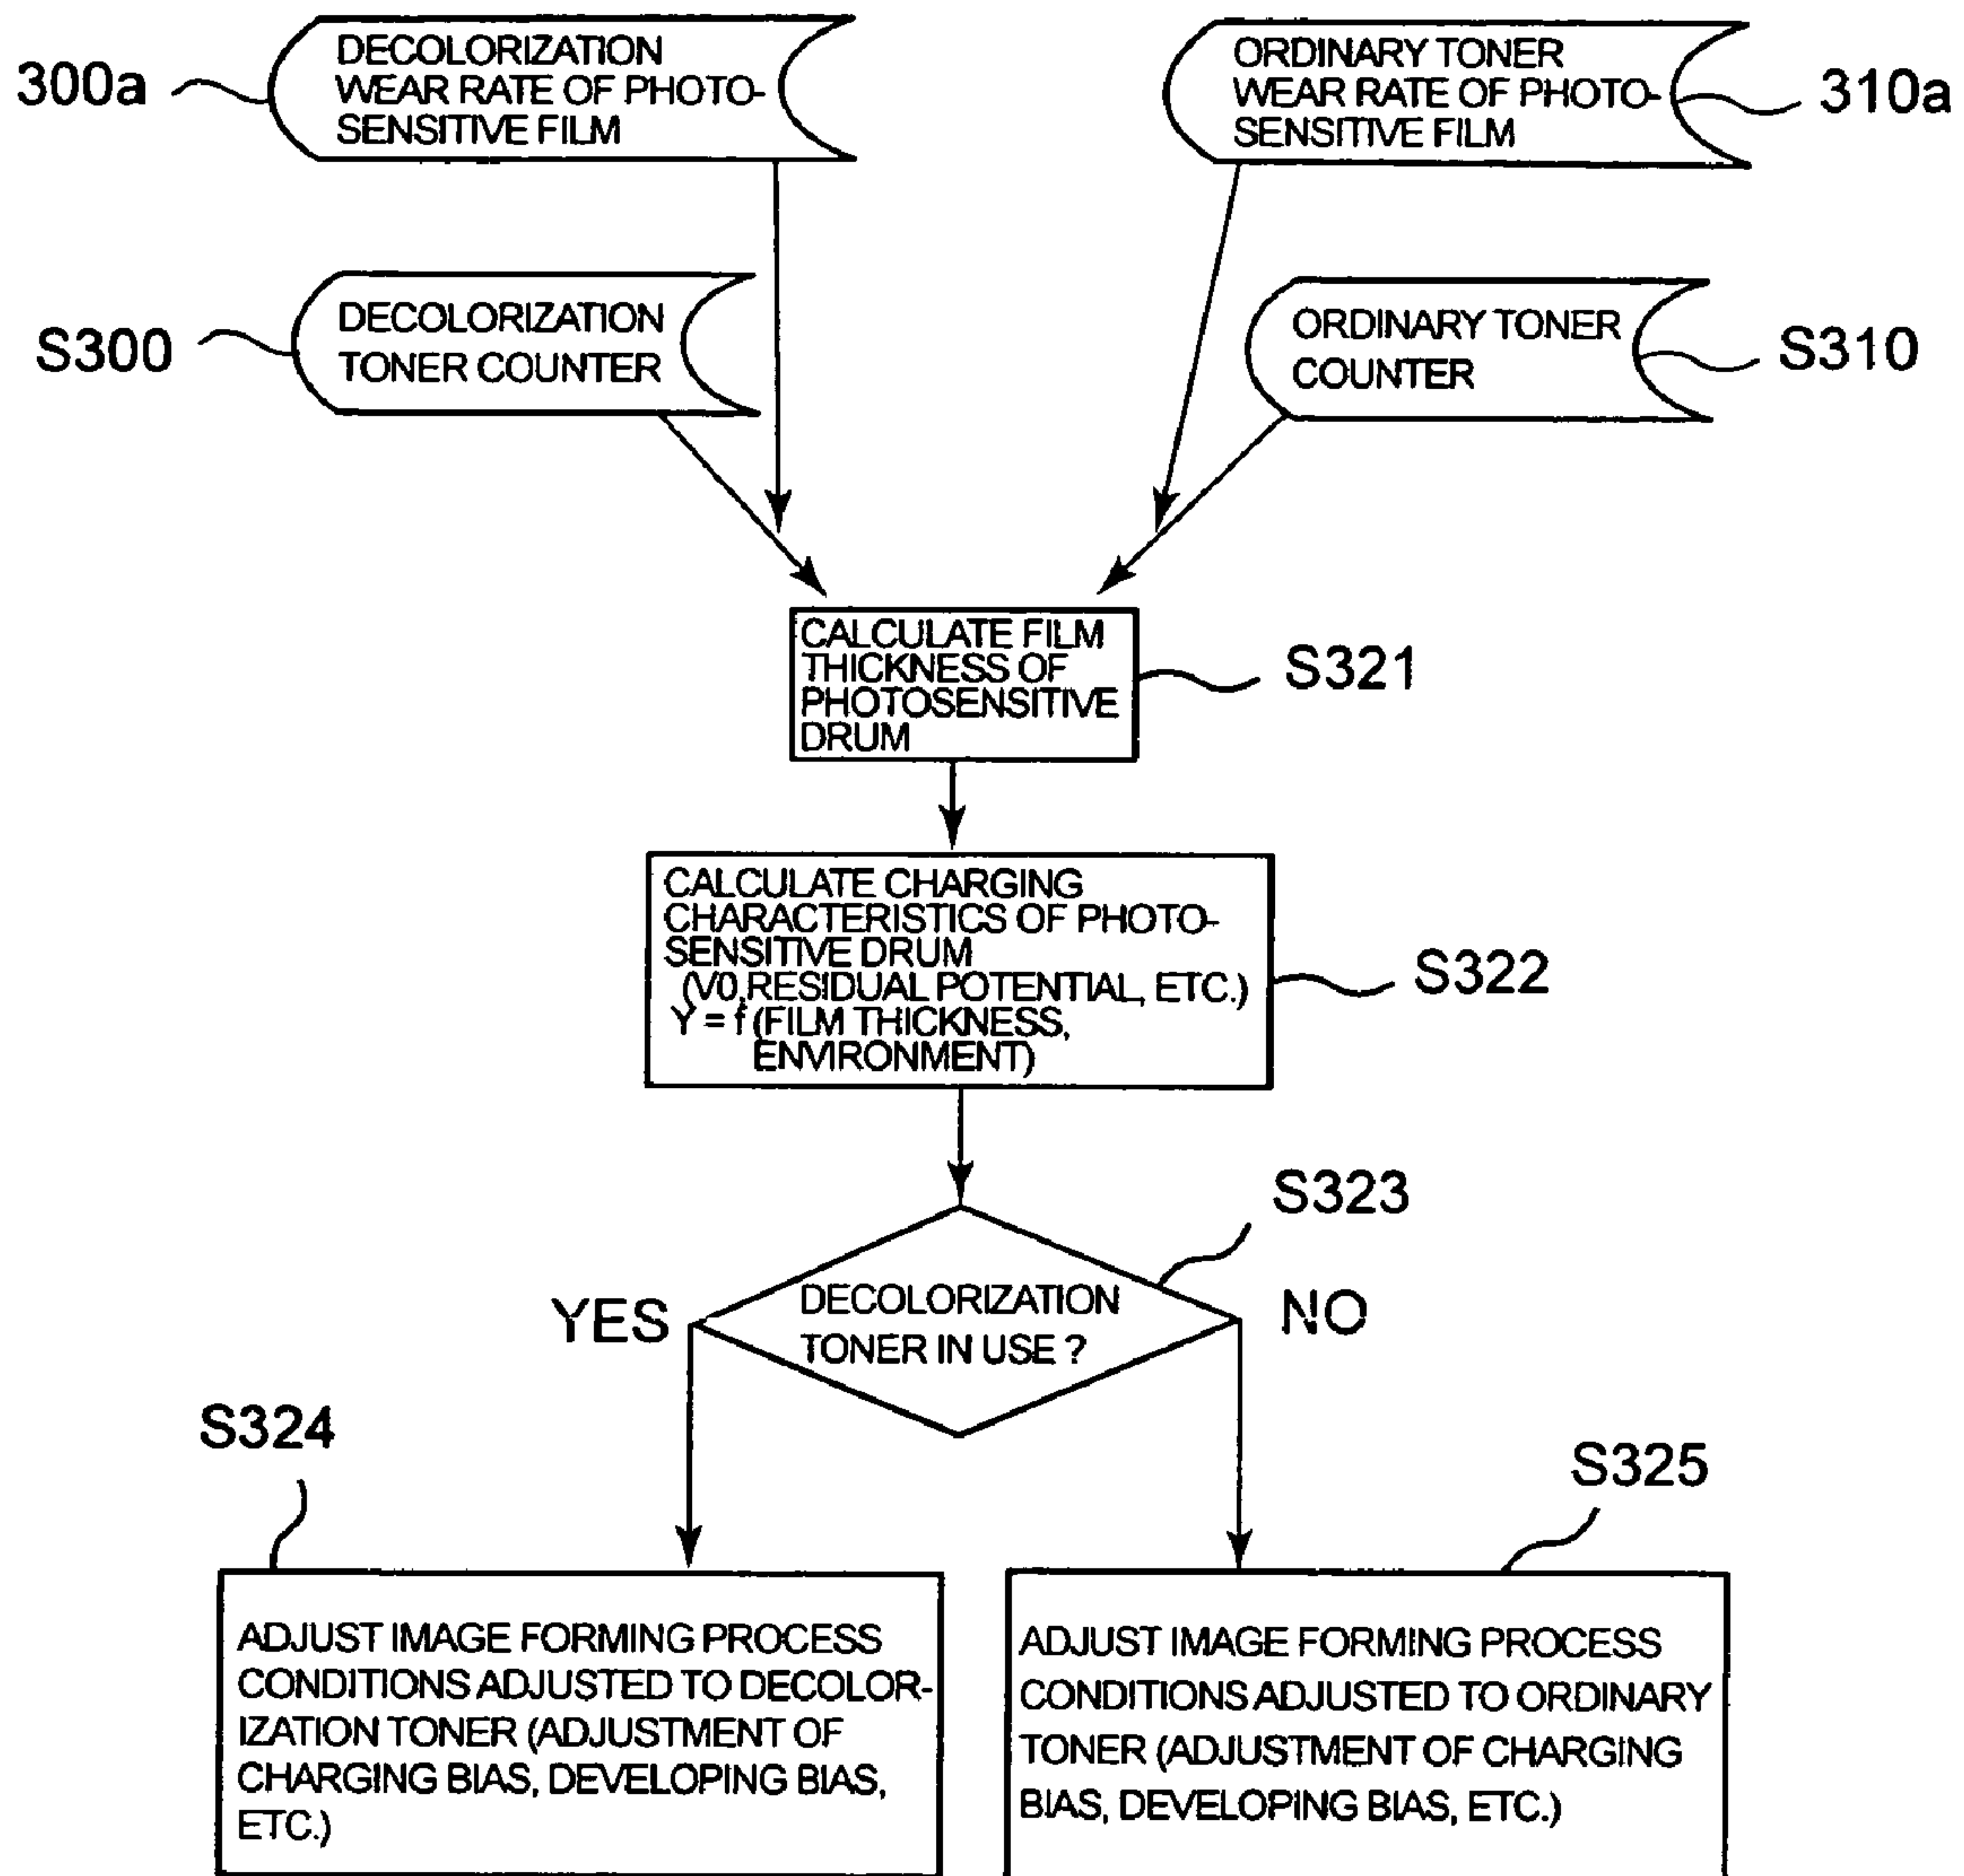 300a
DECOLORIZATION
WEAR RATE OF PHOTO-
SENSITIVE FILM
ORDINARY TONER
WEAR RATE OF PHOTO-
SENSITIVE FILM
310a
S300
DECOLORIZATION
TONER COUNTER
ORDINARY TONER
COUNTER
S310
CALCULATE FILM
THICKNESS OF
PHOTOSENSITIVE
DRUM
S321
CALCULATE CHARGING
CHARACTERISTICS OF PHOTO-
SENSITIVE DRUM
(V0,RESIDUAL POTENTIAL, ETC.)
Y = f (FILM THICKNESS,
ENVIRONMENT)
S322
S323
YES
DECOLORIZATION
TONER IN USE ?
NO
S324
S325
ADJUST IMAGE FORMING PROCESS
CONDITIONS ADJUSTED TO DECOLOR-
IZATION TONER (ADJUSTMENT OF
CHARGING BIAS, DEVELOPING BIAS,
ETC.)
ADJUST IMAGE FORMING PROCESS
CONDITIONS ADJUSTED TO ORDINARY
TONER (ADJUSTMENT OF CHARGING
BIAS, DEVELOPING BIAS, ETC.)